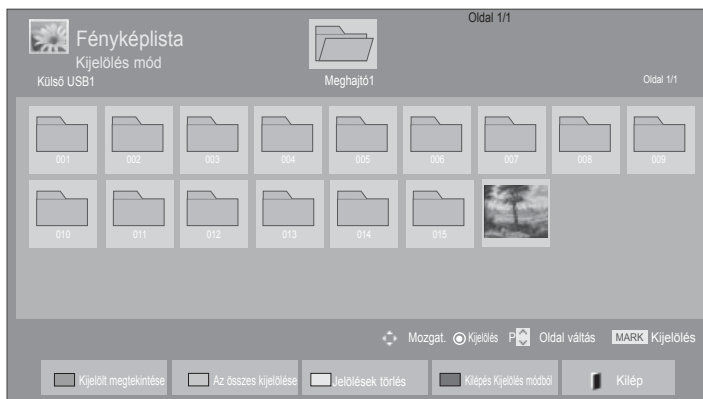 Oldal 1/1
Fényképlista
Kijelölés mód
Külső USB1
Meghajtó1
Oldal 1/1
001 002 003 004 005 006 007 008 009
010 011 012 013 014 015
Mozgat. Kijelölés P Oldal váltás MARK Kijelölés
Kijelölt megtekintése Az összes kijelölése Jelölések törlés Kilépés Kijelölés módból Kilép